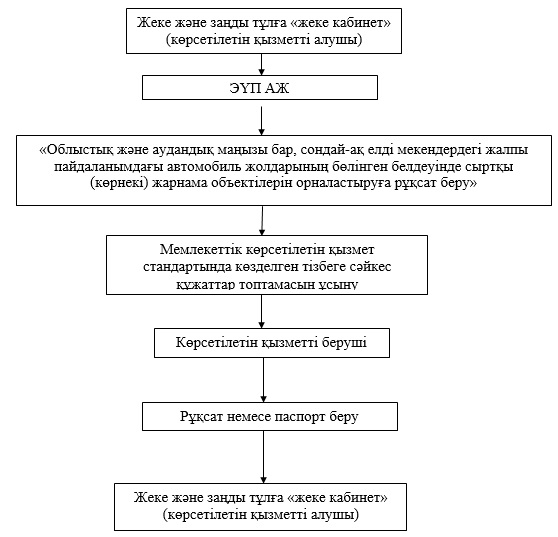 Жеке және заңды тұлға «жеке кабинет»
(көрсетілетін қызметті алушы)
ЭҮП АЖ
«Облыстық және аудандық маңызы бар, сондай-ақ елді мекендердегі жалпы
пайдаланымдағы автомобиль жолдарының бөлінген белдеуінде сыртқы
(көрнекі) жарнама объектілерін орналастыруға рұқсат беру»
Мемлекеттік көрсетілетін қызмет
стандартында көзделген тізбеге сәйкес
құжаттар топтамасын ұсыну
Көрсетілетін қызметті беруші
Рұқсат немесе паспорт беру
Жеке және заңды тұлға «жеке кабинет»
(көрсетілетін қызметті алушы)